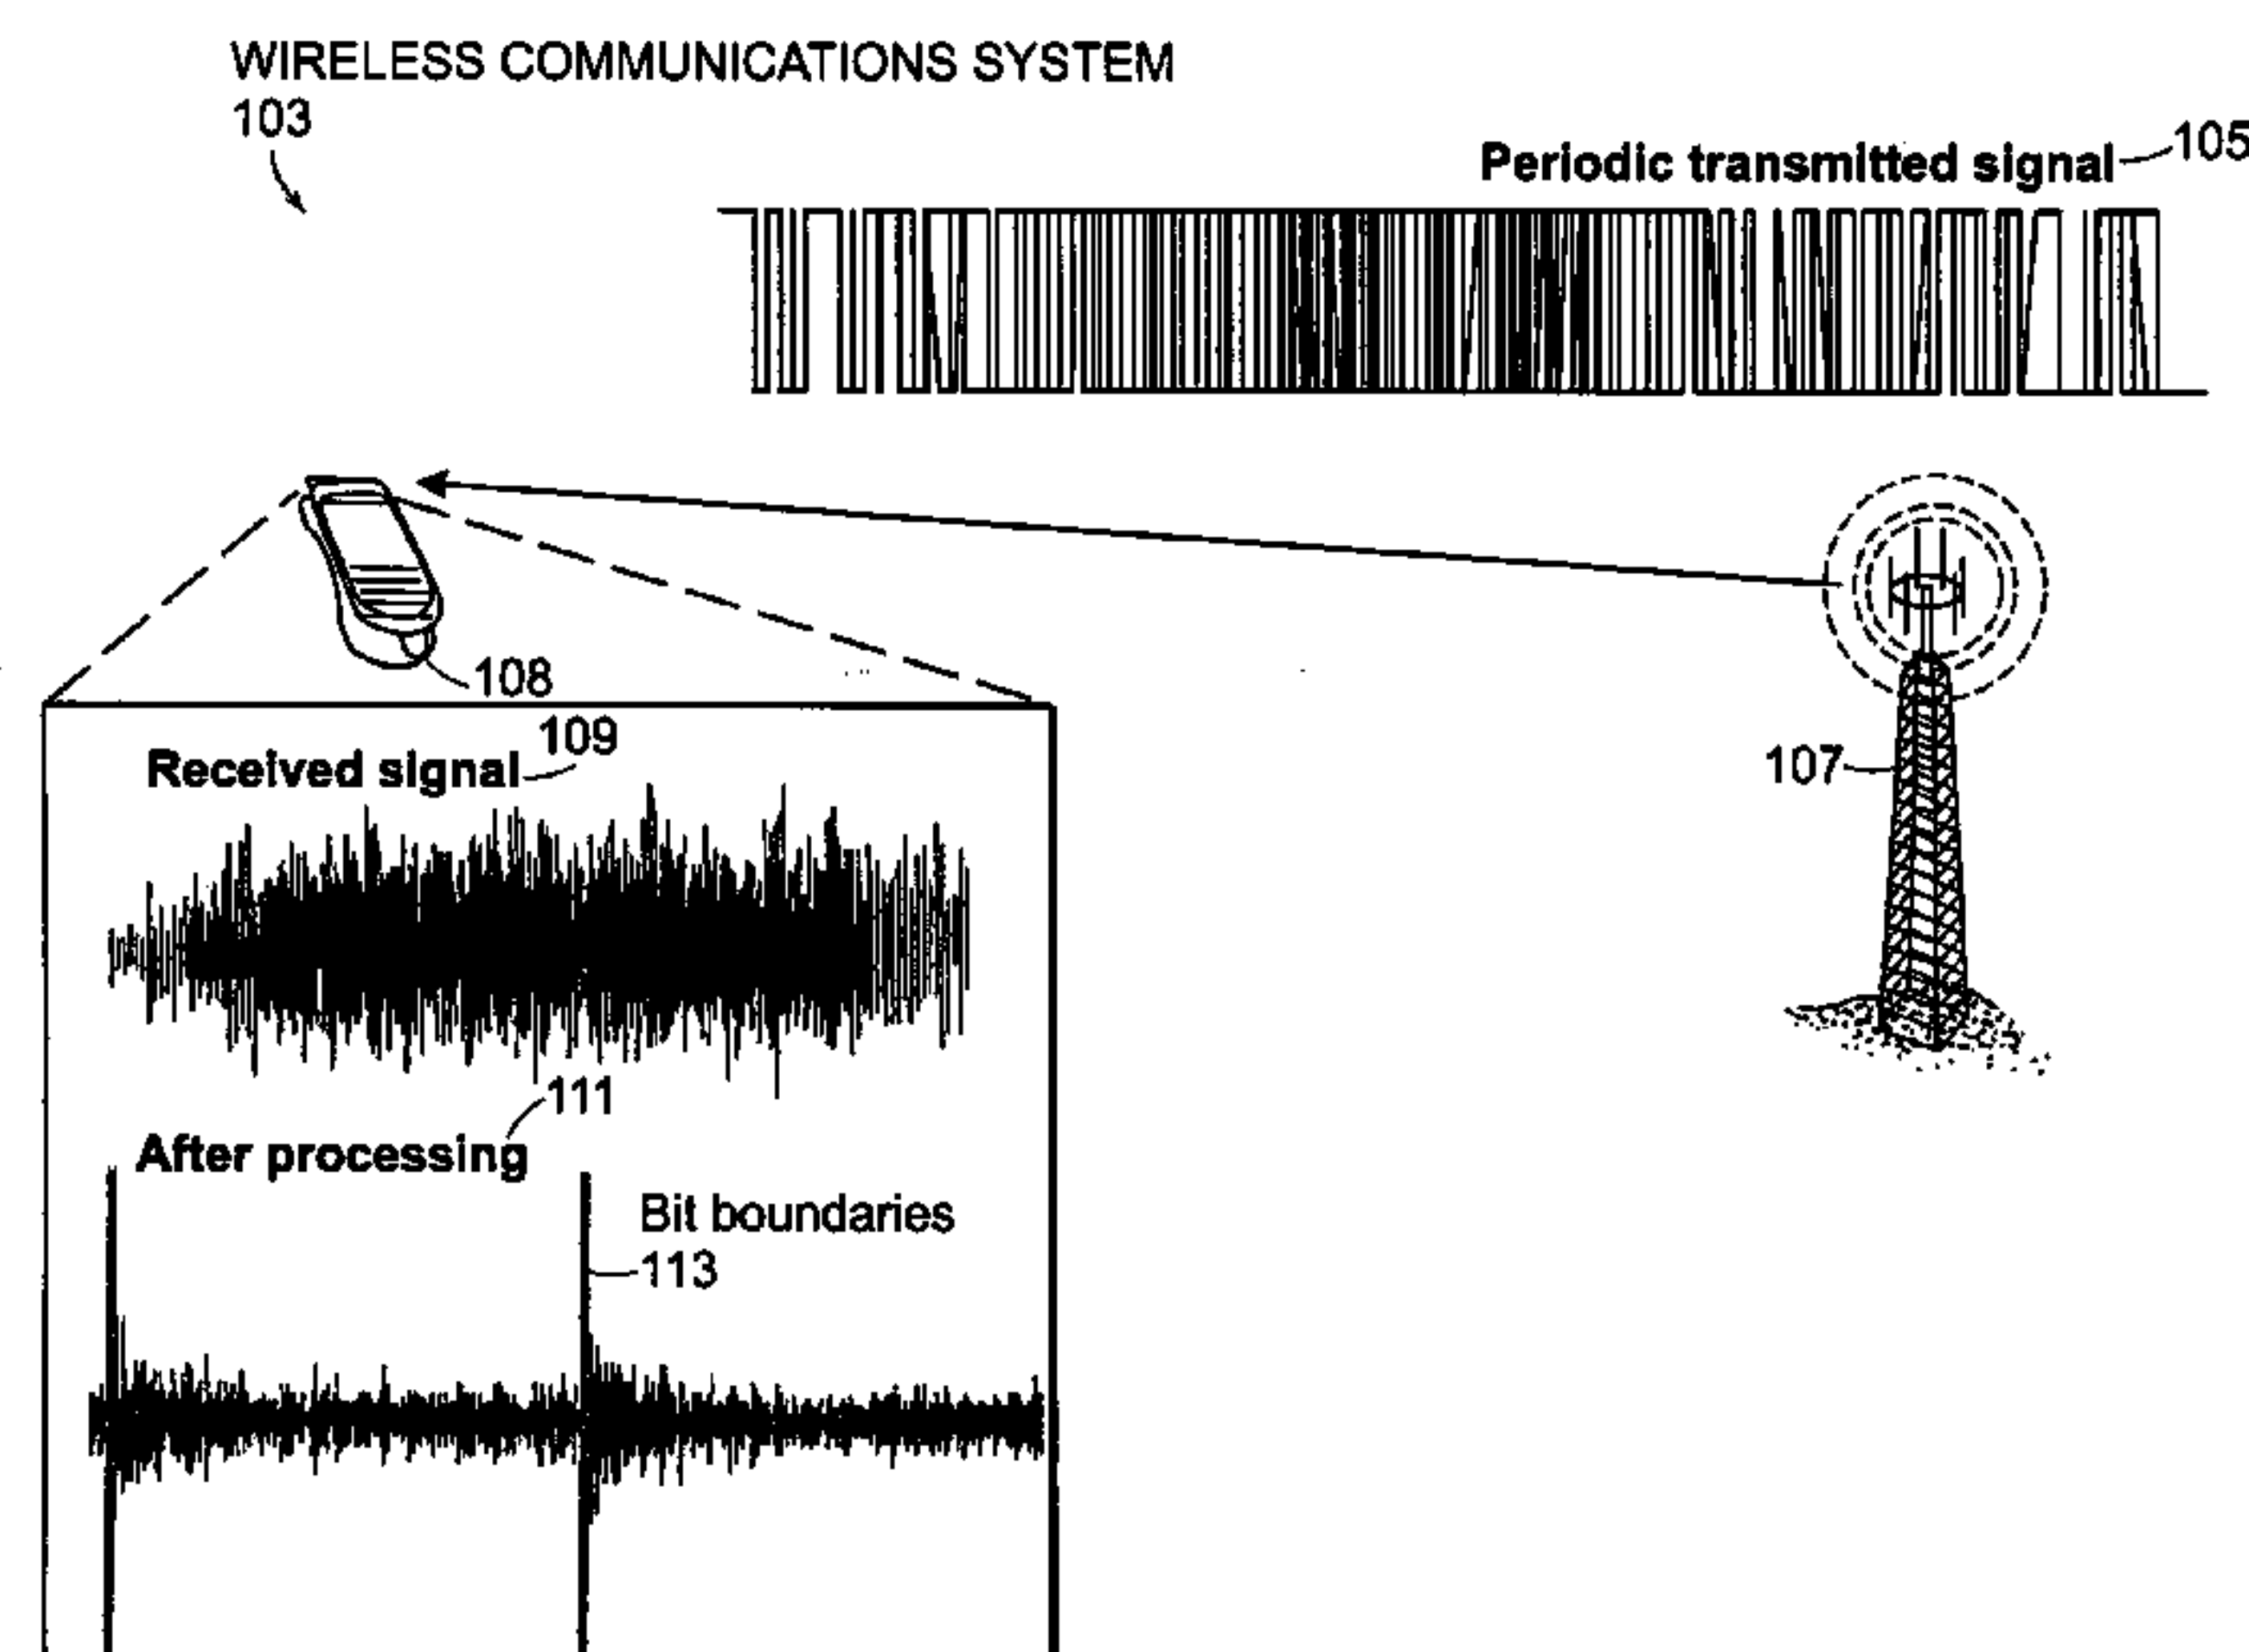 WIRELESS COMMUNICATIONS SYSTEM
103
Periodic transmitted signal 105
108
109
Received signal
107
111
After processing
Bit boundaries
113